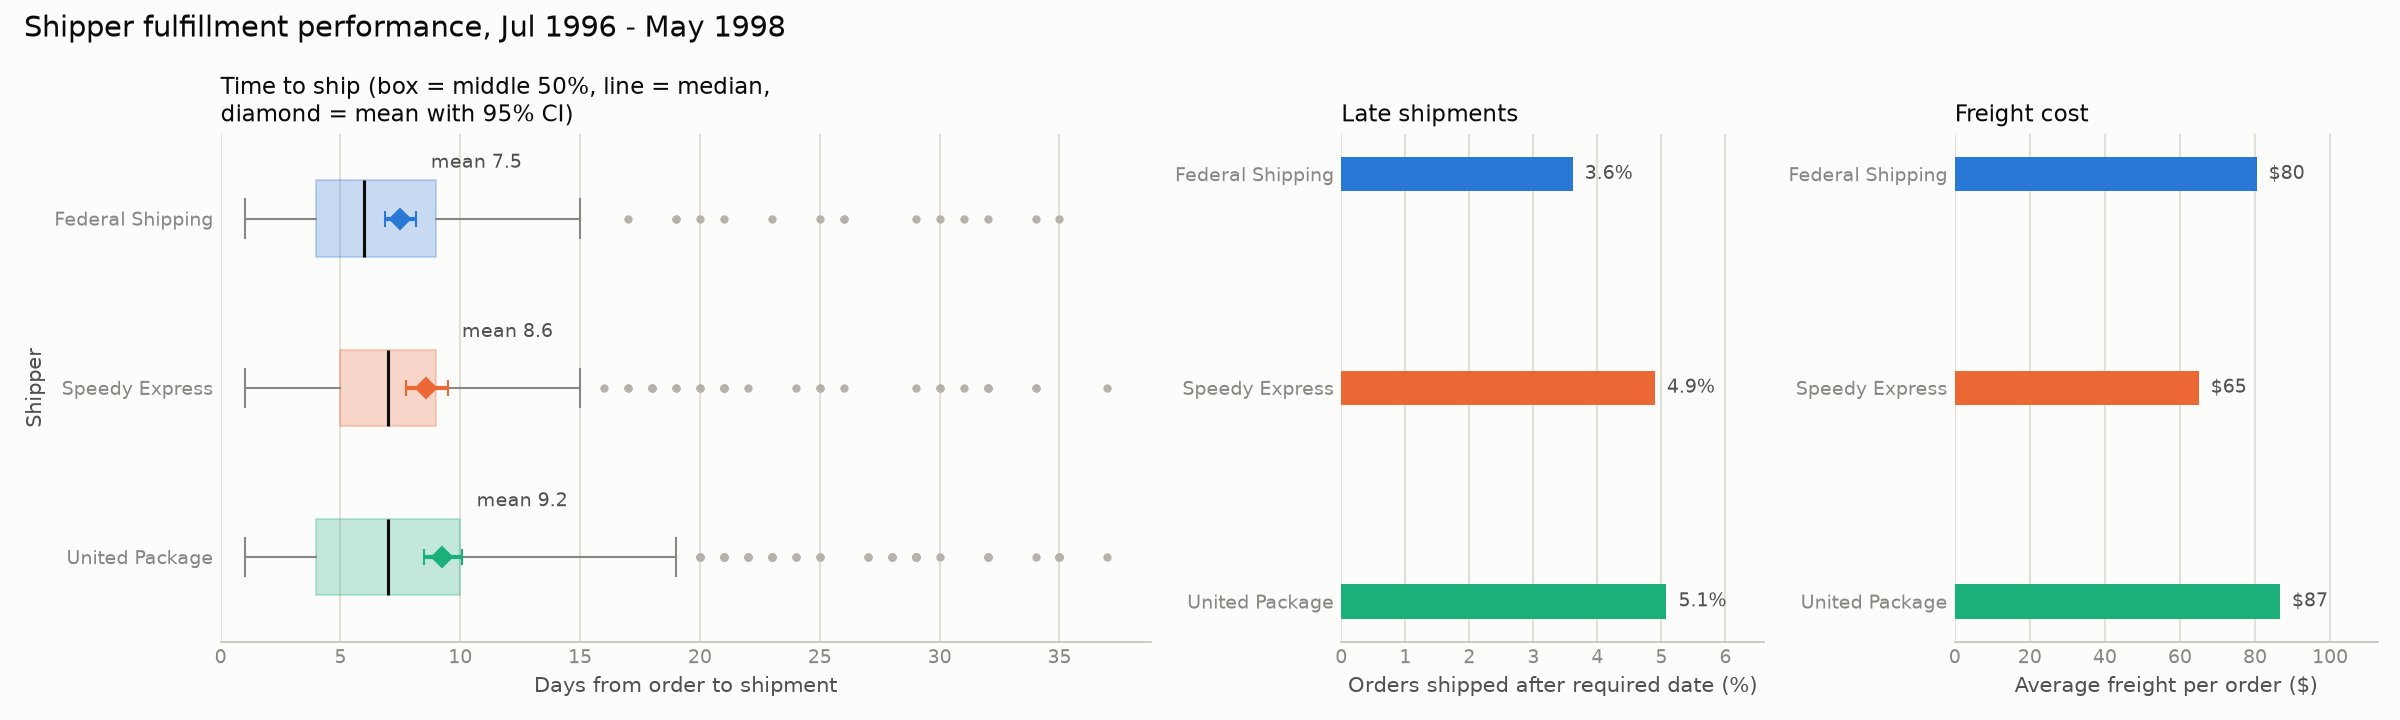 Shipper fulfillment performance, Jul 1996 - May 1998
Time to ship (box = middle 50%, line = median,
diamond = mean with 95% CI)
Shipper
Federal Shipping
Speedy Express
United Package
mean 7.5
mean 8.6
mean 9.2
0 5 10 15 20 25 30 35
Days from order to shipment
Late shipments
Federal Shipping 3.6%
Speedy Express 4.9%
United Package 5.1%
0 1 2 3 4 5 6
Orders shipped after required date (%)
Freight cost
Federal Shipping $80
Speedy Express $65
United Package $87
0 20 40 60 80 100
Average freight per order ($)